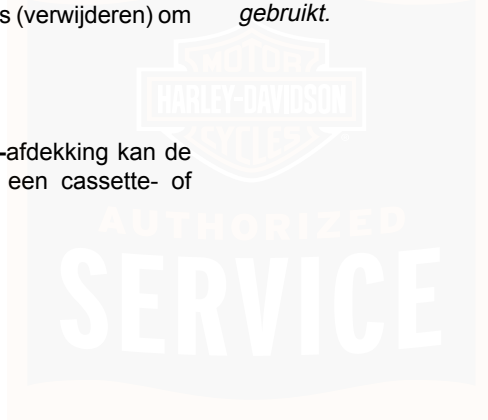 s (verwijderen) om
-afdekking kan de
een cassette- of
gebruikt.
MOTOR
HARLEY-DAVIDSON
CYCLES
AUTHORIZED
SERVICE